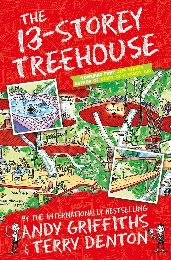 THE
13-STOREY
TREEHOUSE
BY THE INTERNATIONALLY BESTSELLING
ANDY GRIFFITHS
& TERRY DENTON